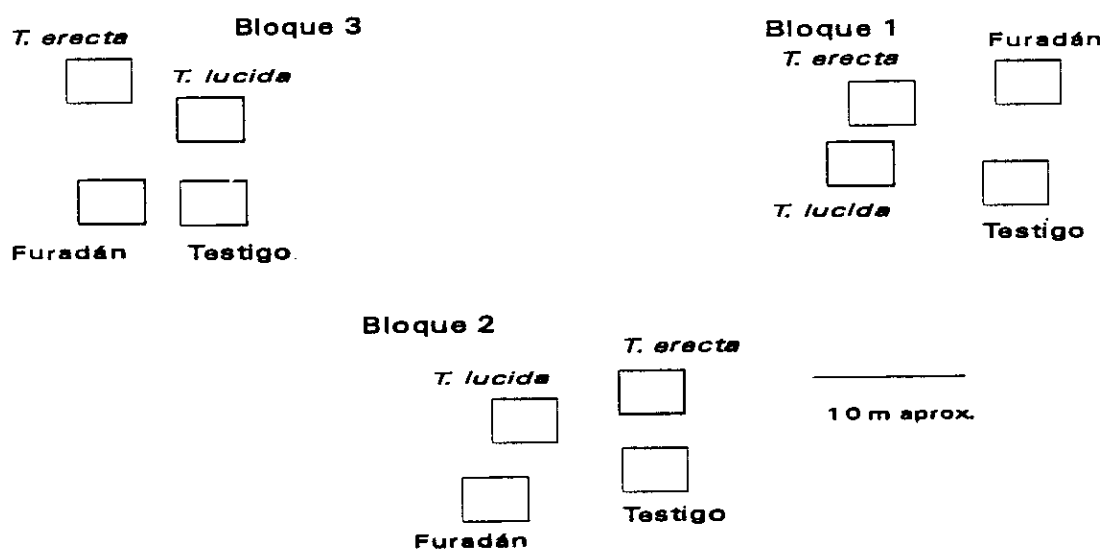 Bloque 3
T. erecta
T. lucida
Furadán
Testigo
Bloque 1
T. erecta
Furadán
T. lucida
Testigo
Bloque 2
T. erecta
T. lucida
Testigo
Furadán
10 m aprox.